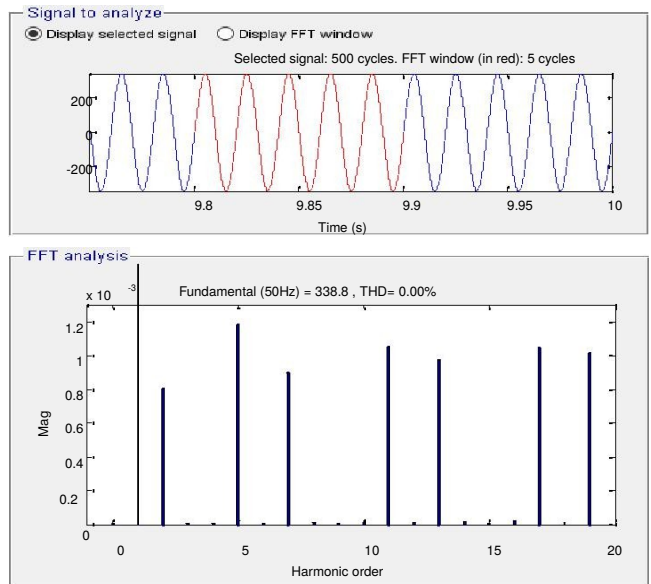 Signal to analyze
Display selected signal Display FFT window
Selected signal: 500 cycles. FFT window (in red): 5 cycles
200
0
-200
9.8 9.85 9.9 9.95 10
Time (s)
FFT analysis
x 10 -3
Fundamental (50Hz) = 338.8 , THD= 0.00%
1.2
1
0.8
0.6
0.4
0.2
0
Mag
0 5 10 15 20
Harmonic order